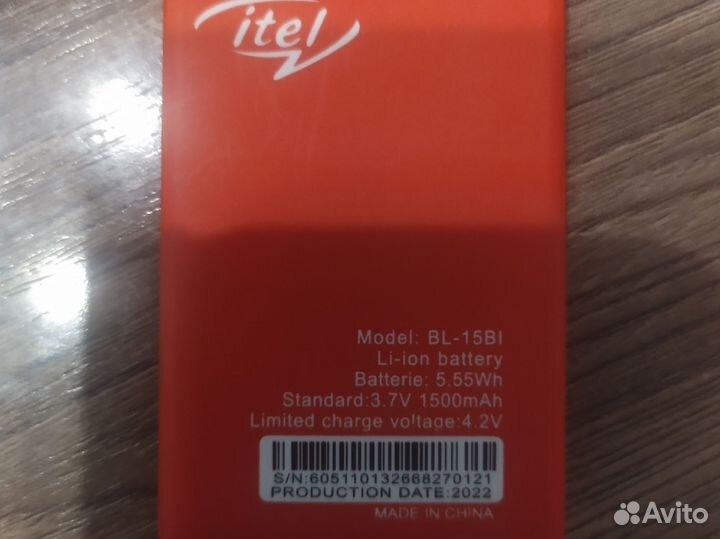 itel
Model: BL-15BI
Li-ion battery
Batterie: 5.55Wh
Standard:3.7V 1500mAh
Limited charge voltage:4.2V
S/N:605110132668270121
PRODUCTION DATE:2022
MADE IN CHINA
Avito